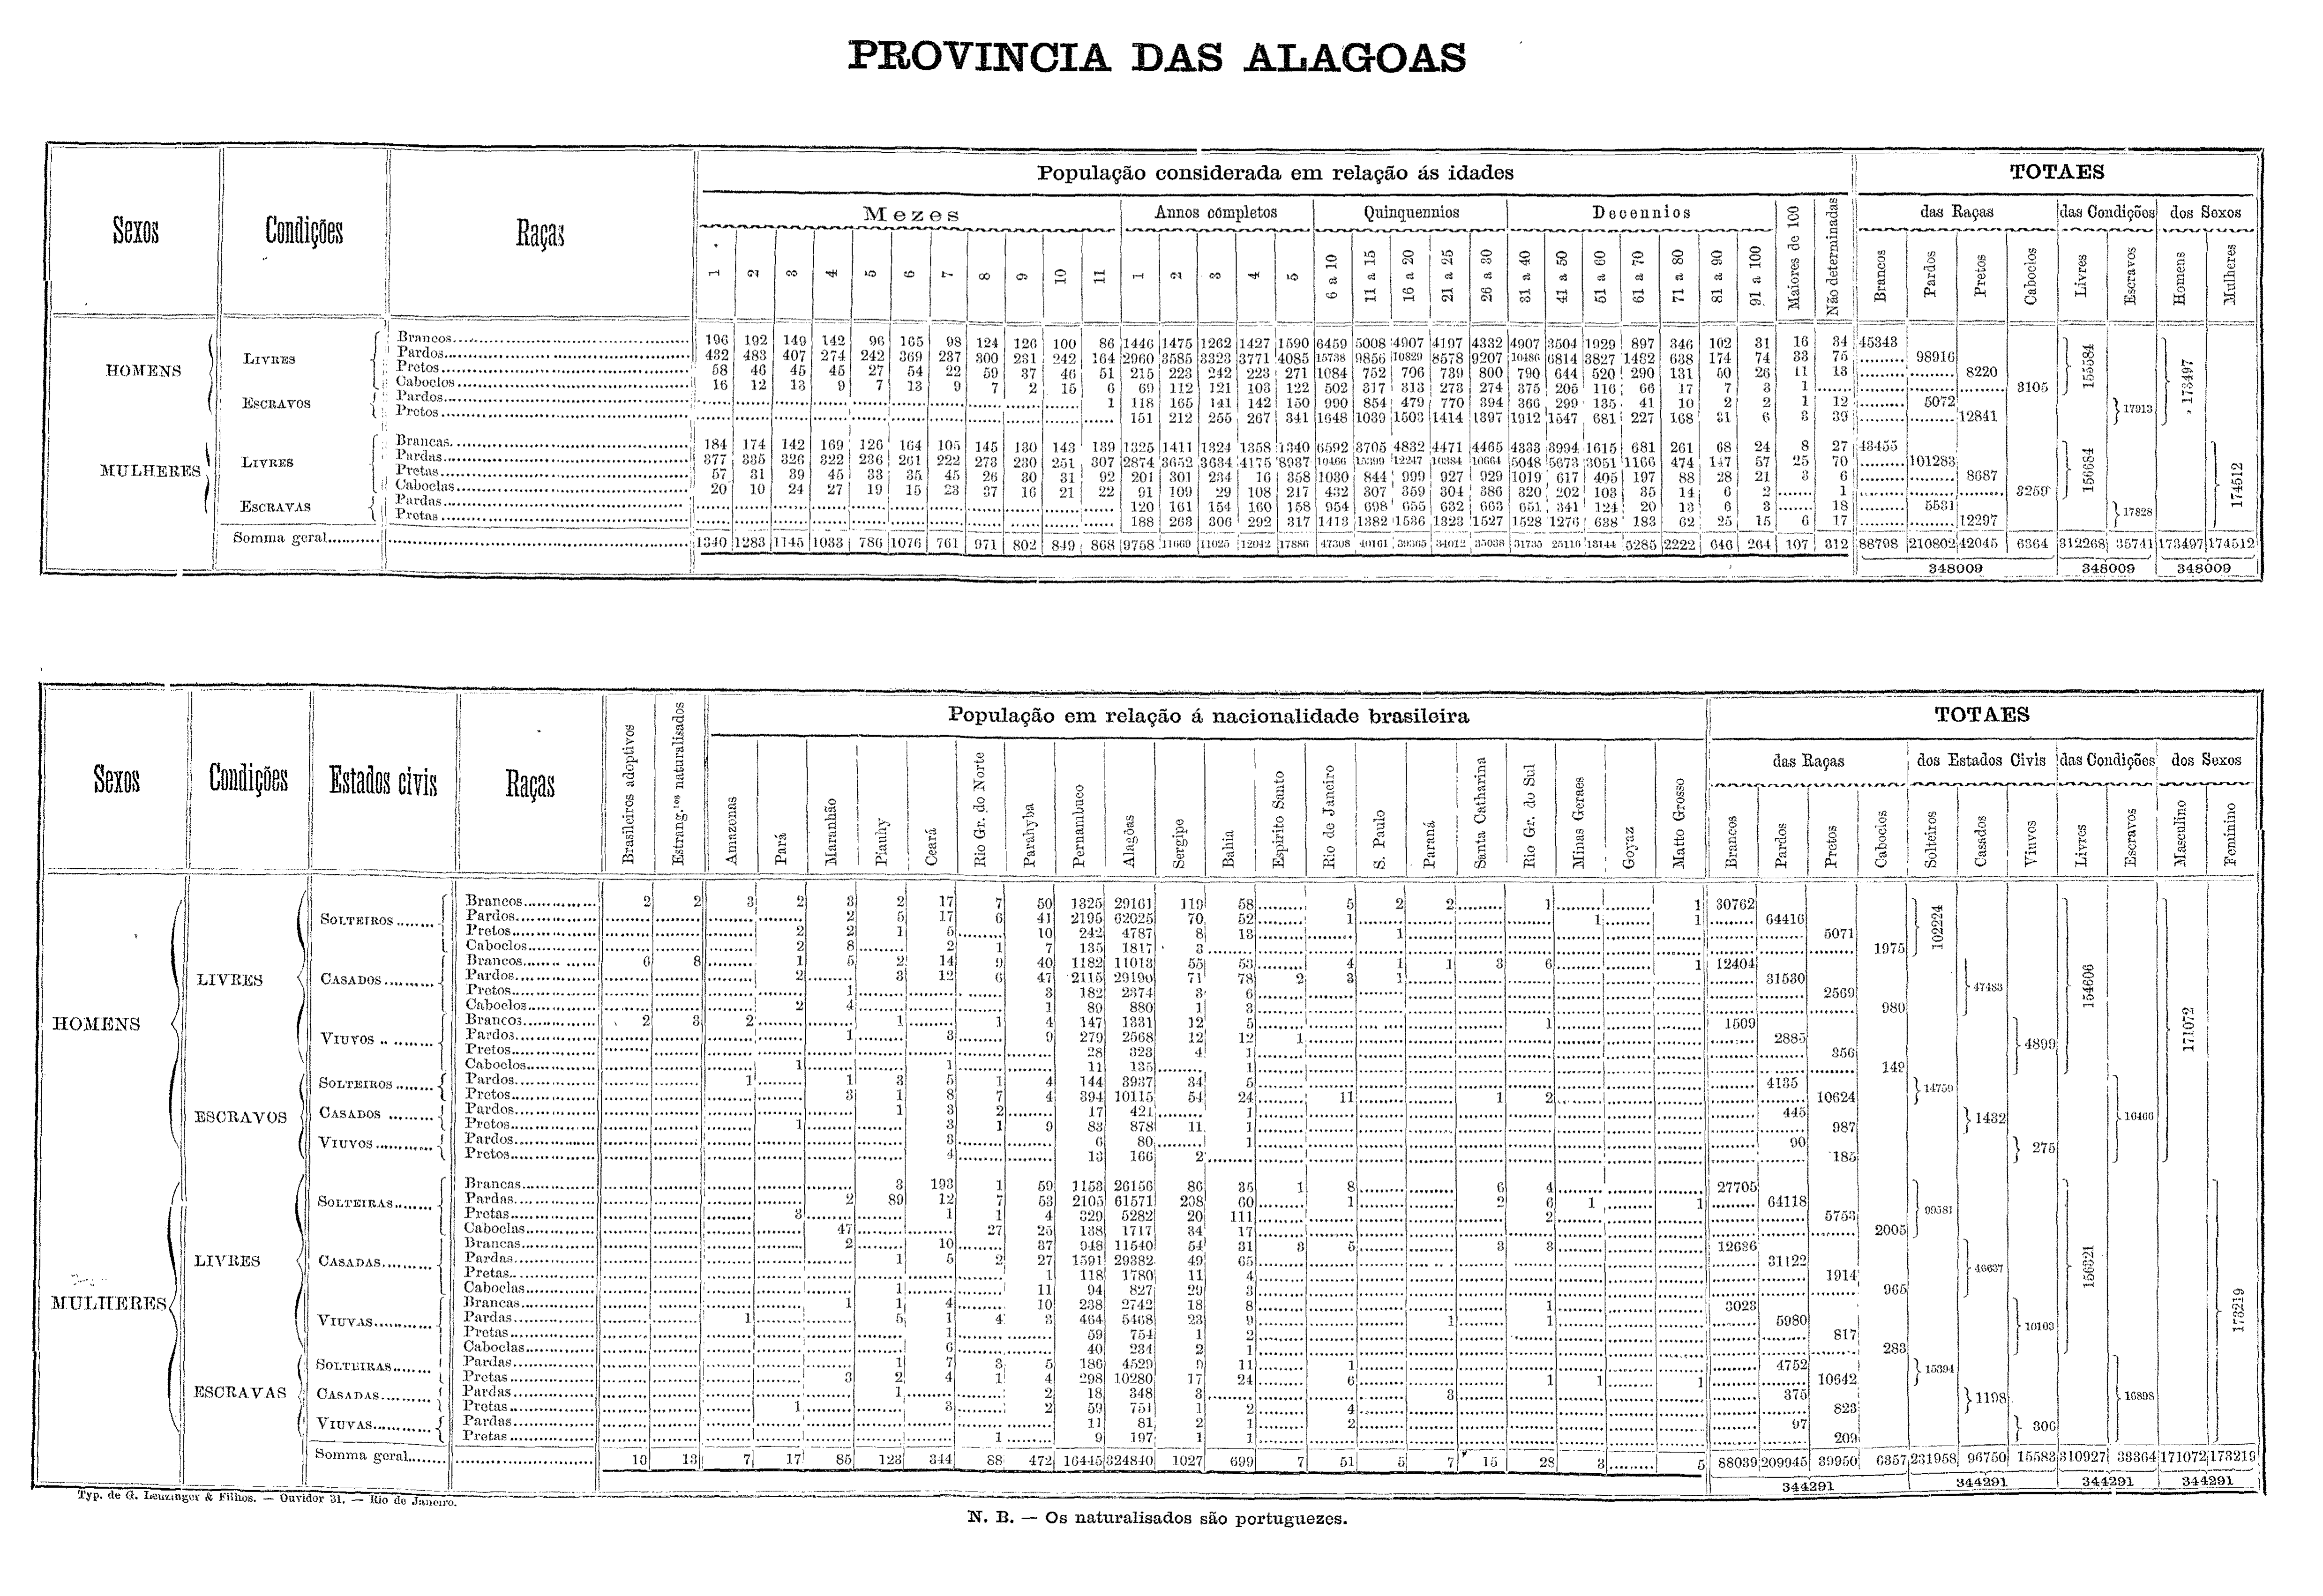 PROVINCIA DAS ALAGOAS
Sexos Condições Raças População considerada em relação ás idades TOTAES
Mezes Annos completos Quinquennios Decennios Maiores de 100 Não determinadas das Raças das Condições dos Sexos
1 2 3 4 5 6 7 8 9 10 11 1 2 3 4 5 6 a 10 11 a 15 16 a 20 21 a 25 26 a 30 31 a 40 41 a 50 51 a 60 61 a 70 71 a 80 81 a 90 91 a 100 Brancos Pardos Pretos Caboclos Livres Escravos Homens Mulheres
HOMENS LIVRES Brancos 196 192 149 142 96 165 98 124 126 100 86 1446 1475 1262 1427 1590 6459 5008 4907 4197 4332 4907 3504 1929 897 346 102 31 16 34 45343
Pardos 432 483 407 274 242 369 237 300 231 242 164 2960 3585 3323 3771 4085 15738 9856 10829 8578 9207 10486 6814 3827 1482 638 174 74 33 75 98916
Pretos 58 46 45 45 27 54 22 59 37 46 51 215 223 242 223 271 1084 752 706 739 800 790 644 520 290 131 50 26 11 13 8220
Caboclos 16 12 13 9 7 13 9 7 2 15 6 69 112 121 103 122 502 317 313 273 274 375 205 116 66 17 7 3 1 3105 155584
ESCRAVOS Pardos 1 118 165 141 142 150 990 854 479 770 394 366 299 135 41 10 2 2 1 12 5072
Pretos 151 212 255 267 341 1648 1039 1503 1414 1397 1912 1547 681 227 168 31 6 3 39 12841 17913 173497
MULHERES LIVRES Brancas 184 174 142 169 126 164 105 145 130 143 139 1325 1411 1324 1358 1340 6592 3705 4832 4471 4465 4333 3994 1615 681 261 68 24 8 27 43455
Pardas 377 335 326 322 236 261 222 273 230 251 307 2874 3652 3634 4175 8937 10466 15399 12247 10384 10664 5048 5673 3051 1166 474 147 57 25 70 101283
Pretas 57 31 39 45 33 35 45 26 30 31 92 201 301 234 16 358 1030 844 999 927 929 1019 617 405 197 88 28 21 3 6 8687
Caboclas 20 10 24 27 19 15 23 37 16 21 22 91 109 29 108 217 432 307 359 304 386 320 202 103 35 14 6 2 1 3259 156684
ESCRAVAS Pardas 120 161 154 160 158 954 698 655 632 663 651 341 124 20 13 6 3 18 5531
Pretas 188 263 306 292 317 1413 1382 1536 1323 1527 1528 1276 638 183 62 25 15 6 17 12297 17828 174512
Somma geral 1340 1283 1145 1033 786 1076 761 971 802 849 868 9758 11669 11025 12042 17886 47308 40161 39365 34012 35038 31735 25116 13144 5285 2222 646 264 107 312 88798 210802 42045 6364 312268 35741 173497 174512
348009 348009 348009
Sexos Condições Estados civis Raças Brasileiros adoptivos Estrang.ros naturalisados População em relação á nacionalidade brasileira TOTAES
das Raças dos Estados Civis das Condições dos Sexos
Amazonas Pará Maranhão Piauhy Ceará Rio Gr. do Norte Parahyba Pernambuco Alagôas Sergipe Bahia Espirito Santo Rio de Janeiro S. Paulo Paraná Santa Catharina Rio Gr. do Sul Minas Geraes Goyaz Matto Grosso Brancos Pardos Pretos Caboclos Solteiros Casados Viuvos Livres Escravos Masculino Feminino
HOMENS LIVRES SOLTEIROS Brancos 2 2 3 2 3 2 17 7 50 1325 29161 119 58 5 2 2 1 1 30762
Pardos 2 5 17 6 41 2195 62025 70 52 1 1 1 64416
Pretos 2 2 1 5 10 242 4787 8 13 1 5071
Caboclos 2 8 2 1 7 135 1817 3 1975 102224
CASADOS Brancos 6 8 1 5 2 14 9 40 1182 11013 55 53 4 1 1 3 6 1 12404
Pardos 2 3 12 6 47 2115 29190 71 78 2 3 1 31530
Pretos 1 3 182 2374 3 6 2569
Caboclos 2 4 1 89 880 1 3 980 47483
VIUVOS Brancos 2 3 2 1 1 4 147 1331 12 5 1 1509
Pardos 1 3 9 279 2568 12 12 1 2885
Pretos 28 323 4 1 356
Caboclos 1 1 11 135 1 149 4899 154606
ESCRAVOS SOLTEIROS Pardos 1 1 3 5 1 4 144 3937 34 5 4135
Pretos 3 1 8 7 4 394 10115 54 24 11 1 2 10624 14759
CASADOS Pardos 1 3 2 17 421 1 445
Pretos 1 3 1 9 83 878 11 1 987 1432
VIUVOS Pardos 3 6 80 1 90
Pretos 4 13 166 2 185 275 16466 171072
MULHERES LIVRES SOLTEIRAS Brancas 3 193 1 59 1153 26156 86 35 1 8 6 4 27705
Pardas 2 89 12 7 53 2105 61571 208 60 1 2 6 1 1 64118
Pretas 3 1 1 4 329 5282 20 111 2 5753
Caboclas 47 27 25 138 1717 34 17 2005 99581
CASADAS Brancas 2 10 37 948 11540 54 31 3 5 3 3 12636
Pardas 1 5 2 27 1591 29382 49 65 31122
Pretas 1 118 1780 11 4 1914
Caboclas 1 11 94 827 29 3 965 46637
VIUVAS Brancas 1 1 4 10 238 2742 18 8 1 3023
Pardas 1 5 1 4 3 464 5468 23 9 1 1 5980
Pretas 1 59 754 1 2 817
Caboclas 6 40 234 2 1 283 10103 156321
ESCRAVAS SOLTEIRAS Pardas 1 7 3 5 186 4529 9 11 1 4752
Pretas 3 2 4 1 4 298 10280 17 24 6 1 1 1 10642 15394
CASADAS Pardas 1 2 18 348 3 3 375
Pretas 1 3 2 59 751 1 2 4 823 1198
VIUVAS Pardas 11 81 2 1 2 97
Pretas 1 9 197 1 1 209 306 16898 173219
Somma geral 10 13 7 17 85 123 344 88 472 16445 324840 1027 699 7 51 5 7 15 28 3 5 88039 209945 39950 6357 231958 96750 15583 310927 33364 171072 173219
344291 344291 344291 344291
Typ. de G. Leuzinger & Filhos. — Ouvidor 31. — Rio de Janeiro.
N. B. — Os naturalisados são portuguezes.